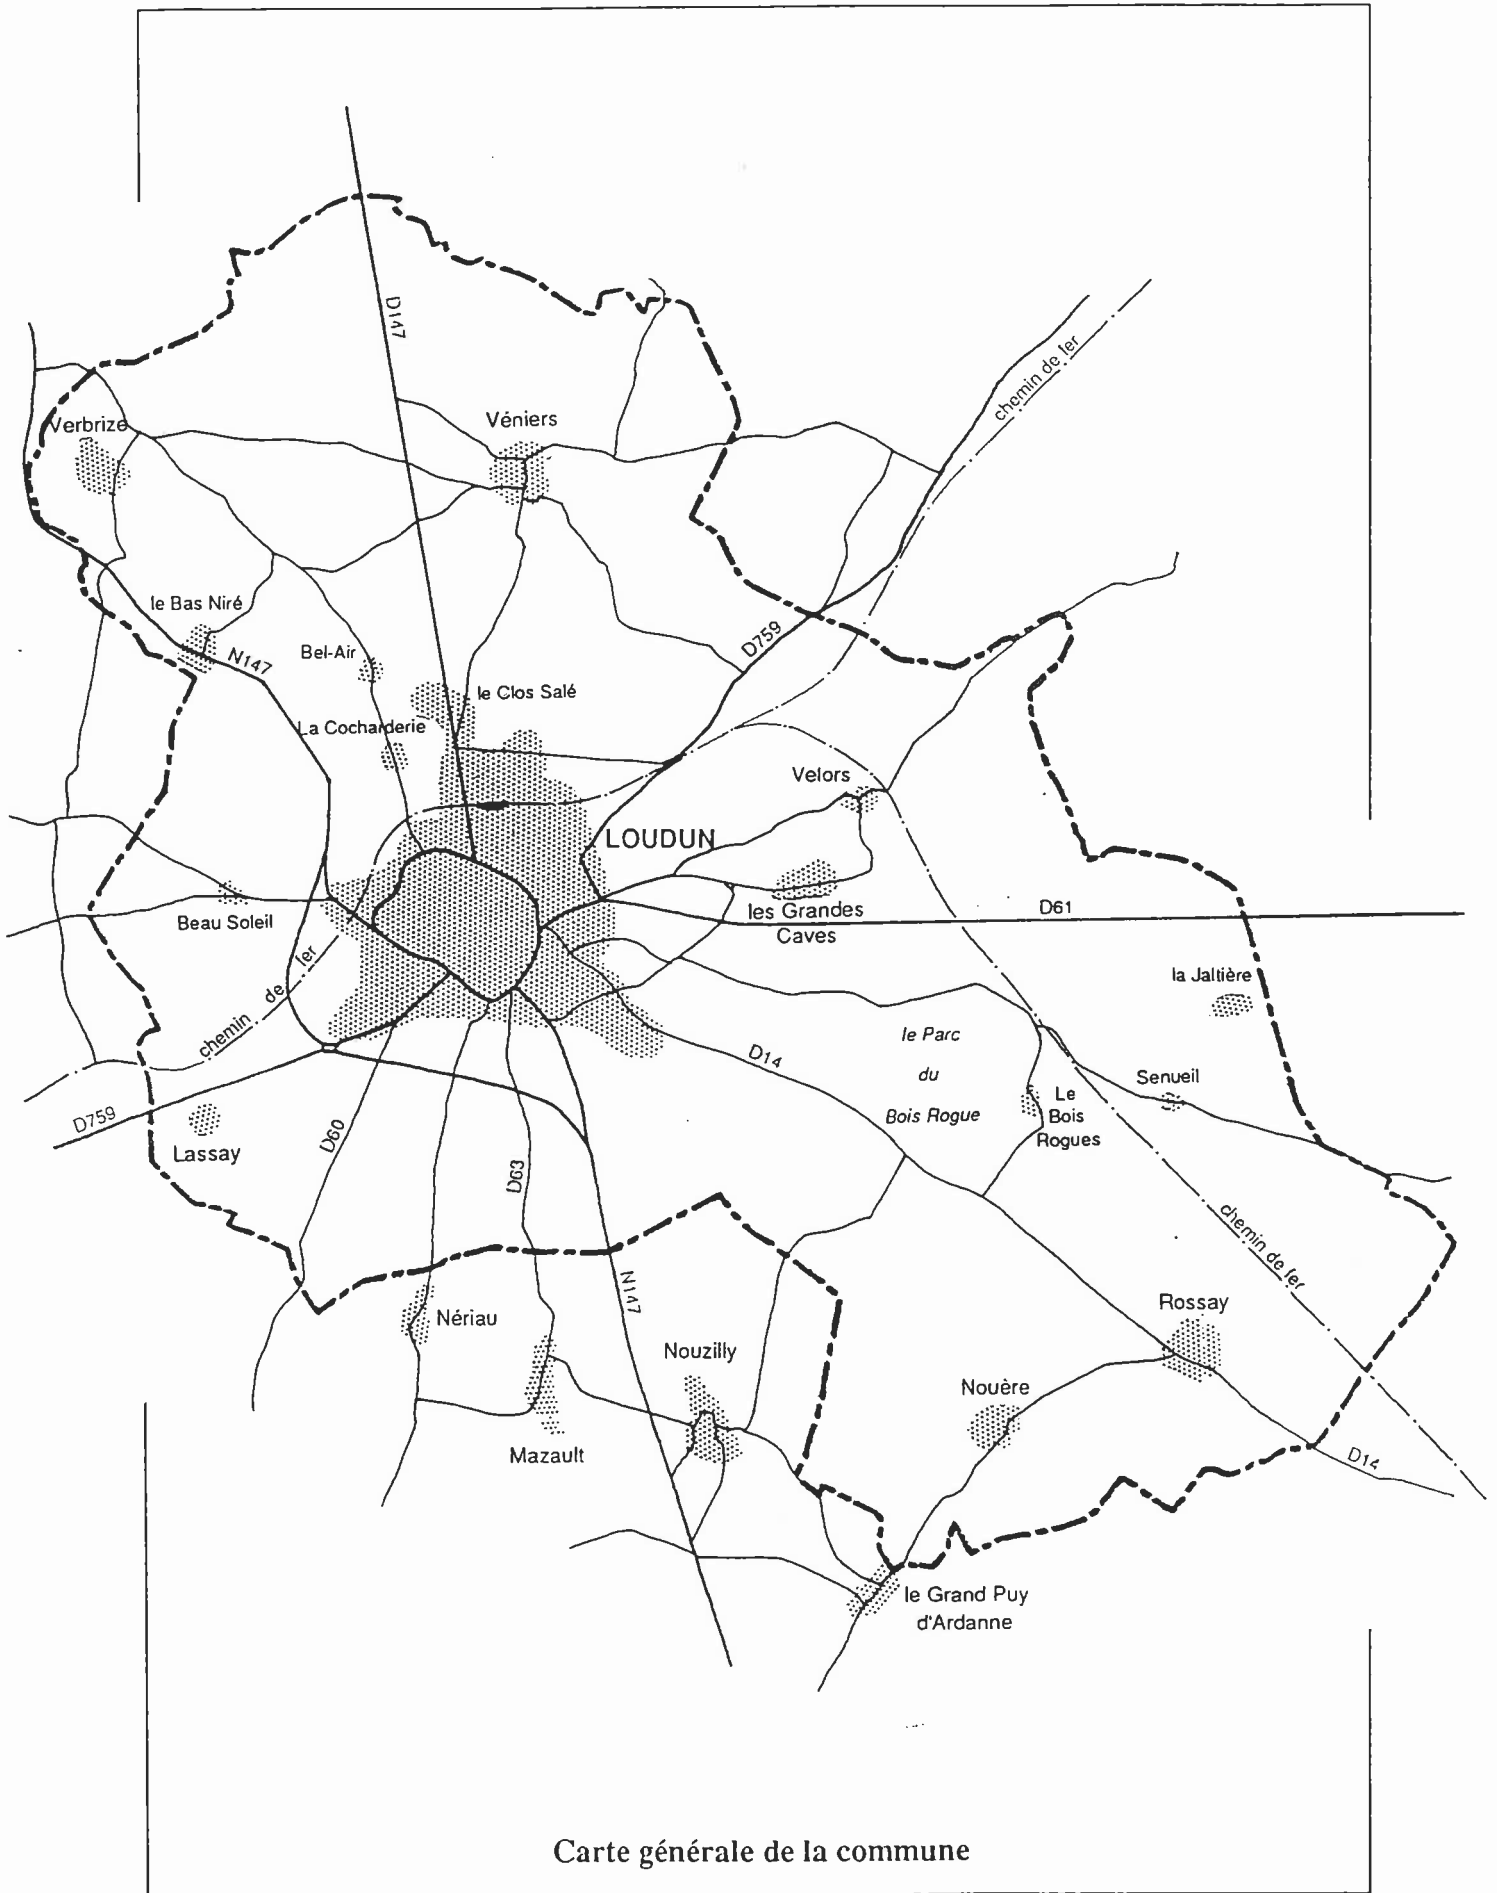 D147
chemin de fer
Verbrize
Véniers
le Bas Niré
N147
Bel-Air
D759
le Clos Salé
La Cocharderie
Velors
LOUDUN
Beau Soleil
les Grandes
Caves
D61
chemin de fer
la Jaltière
le Parc
du
Bois Rogue
D14
Le
Bois
Rogues
Senueil
D759
Lassay
D60
D63
chemin de fer
N147
Nériau
Rossay
Nouzilly
Nouère
Mazault
D14
le Grand Puy
d'Ardanne
Carte générale de la commune